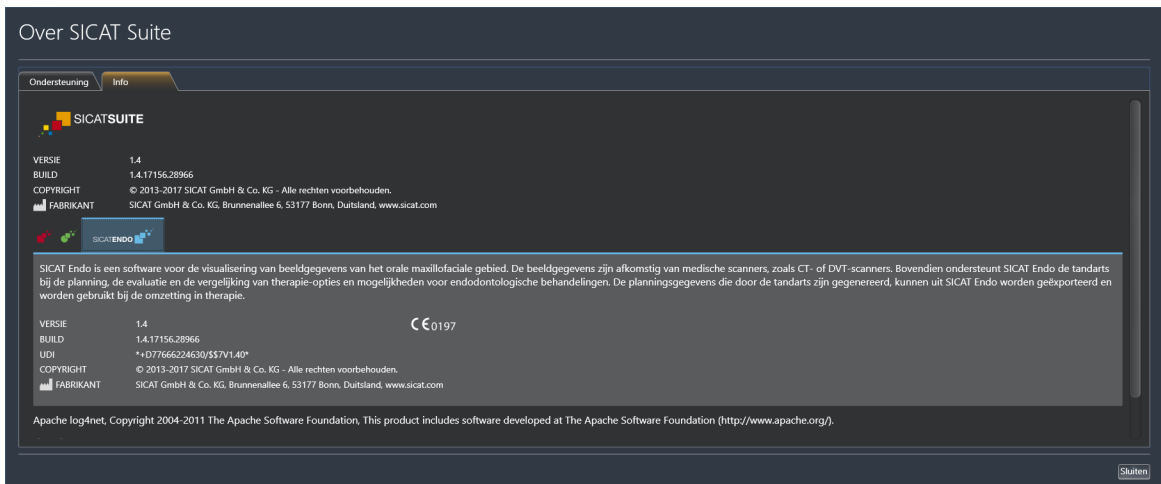 Over SICAT Suite
Ondersteuning Info
SICATSUITE
VERSIE 1.4
BUILD 1.4.17156.28966
COPYRIGHT © 2013-2017 SICAT GmbH & Co. KG - Alle rechten voorbehouden.
FABRIKANT SICAT GmbH & Co. KG, Brunnenallee 6, 53177 Bonn, Duitsland, www.sicat.com
SICATENDO
SICAT Endo is een software voor de visualisering van beeldgegevens van het orale maxillofaciale gebied. De beeldgegevens zijn afkomstig van medische scanners, zoals CT- of DVT-scanners. Bovendien ondersteunt SICAT Endo de tandarts
bij de planning, de evaluatie en de vergelijking van therapie-opties en mogelijkheden voor endodontologische behandelingen. De planningsgegevens die door de tandarts zijn gegenereerd, kunnen uit SICAT Endo worden geëxporteerd en
worden gebruikt bij de omzetting in therapie.
VERSIE 1.4 CE0197
BUILD 1.4.17156.28966
UDI *+D77666224630/$$7V1.40*
COPYRIGHT © 2013-2017 SICAT GmbH & Co. KG - Alle rechten voorbehouden.
FABRIKANT SICAT GmbH & Co. KG, Brunnenallee 6, 53177 Bonn, Duitsland, www.sicat.com
Apache log4net, Copyright 2004-2011 The Apache Software Foundation, This product includes software developed at The Apache Software Foundation (http://www.apache.org/).
Sluiten